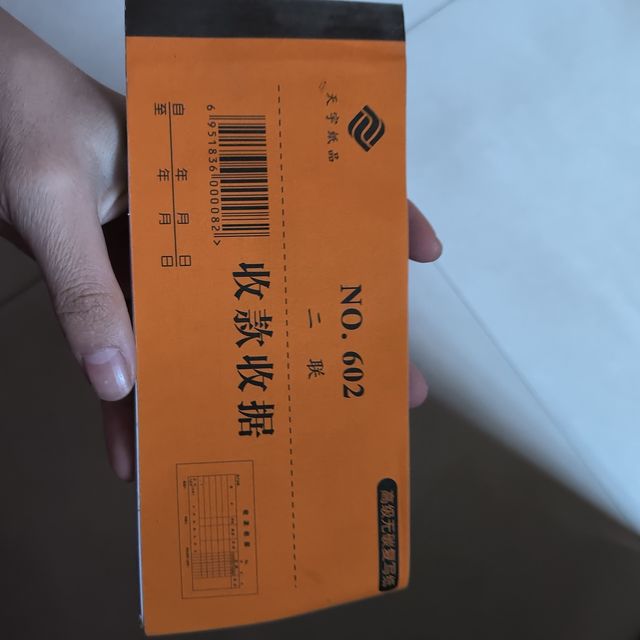 天宇纸品
NO. 602
二联
高级无碳复写纸
收款收据
6 951836 000082 >
自 年 月 日
至 年 月 日